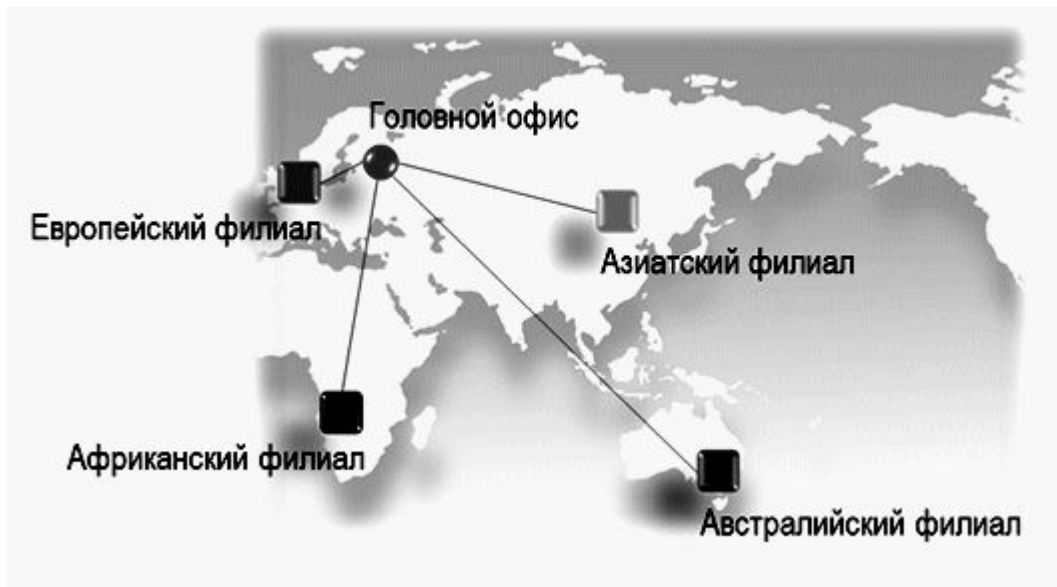 Головной офис
Европейский филиал
Азиатский филиал
Африканский филиал
Австралийский филиал